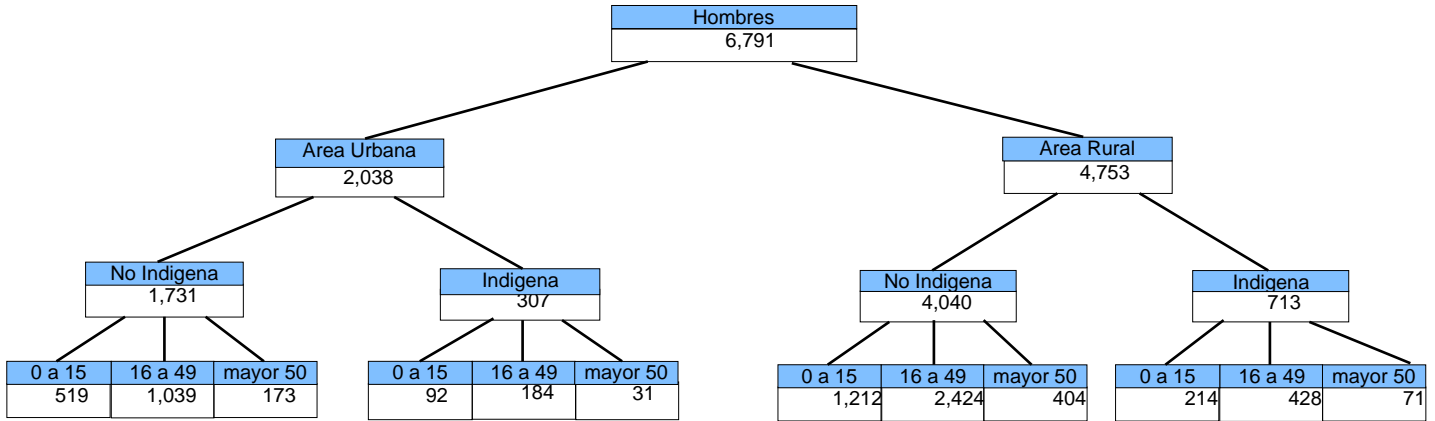 Hombres
6,791
Area Urbana
2,038
Area Rural
4,753
No Indigena
1,731
Indigena
307
No Indigena
4,040
Indigena
713
0 a 15 16 a 49 mayor 50
519 1,039 173
0 a 15 16 a 49 mayor 50
92 184 31
0 a 15 16 a 49 mayor 50
1,212 2,424 404
0 a 15 16 a 49 mayor 50
214 428 71